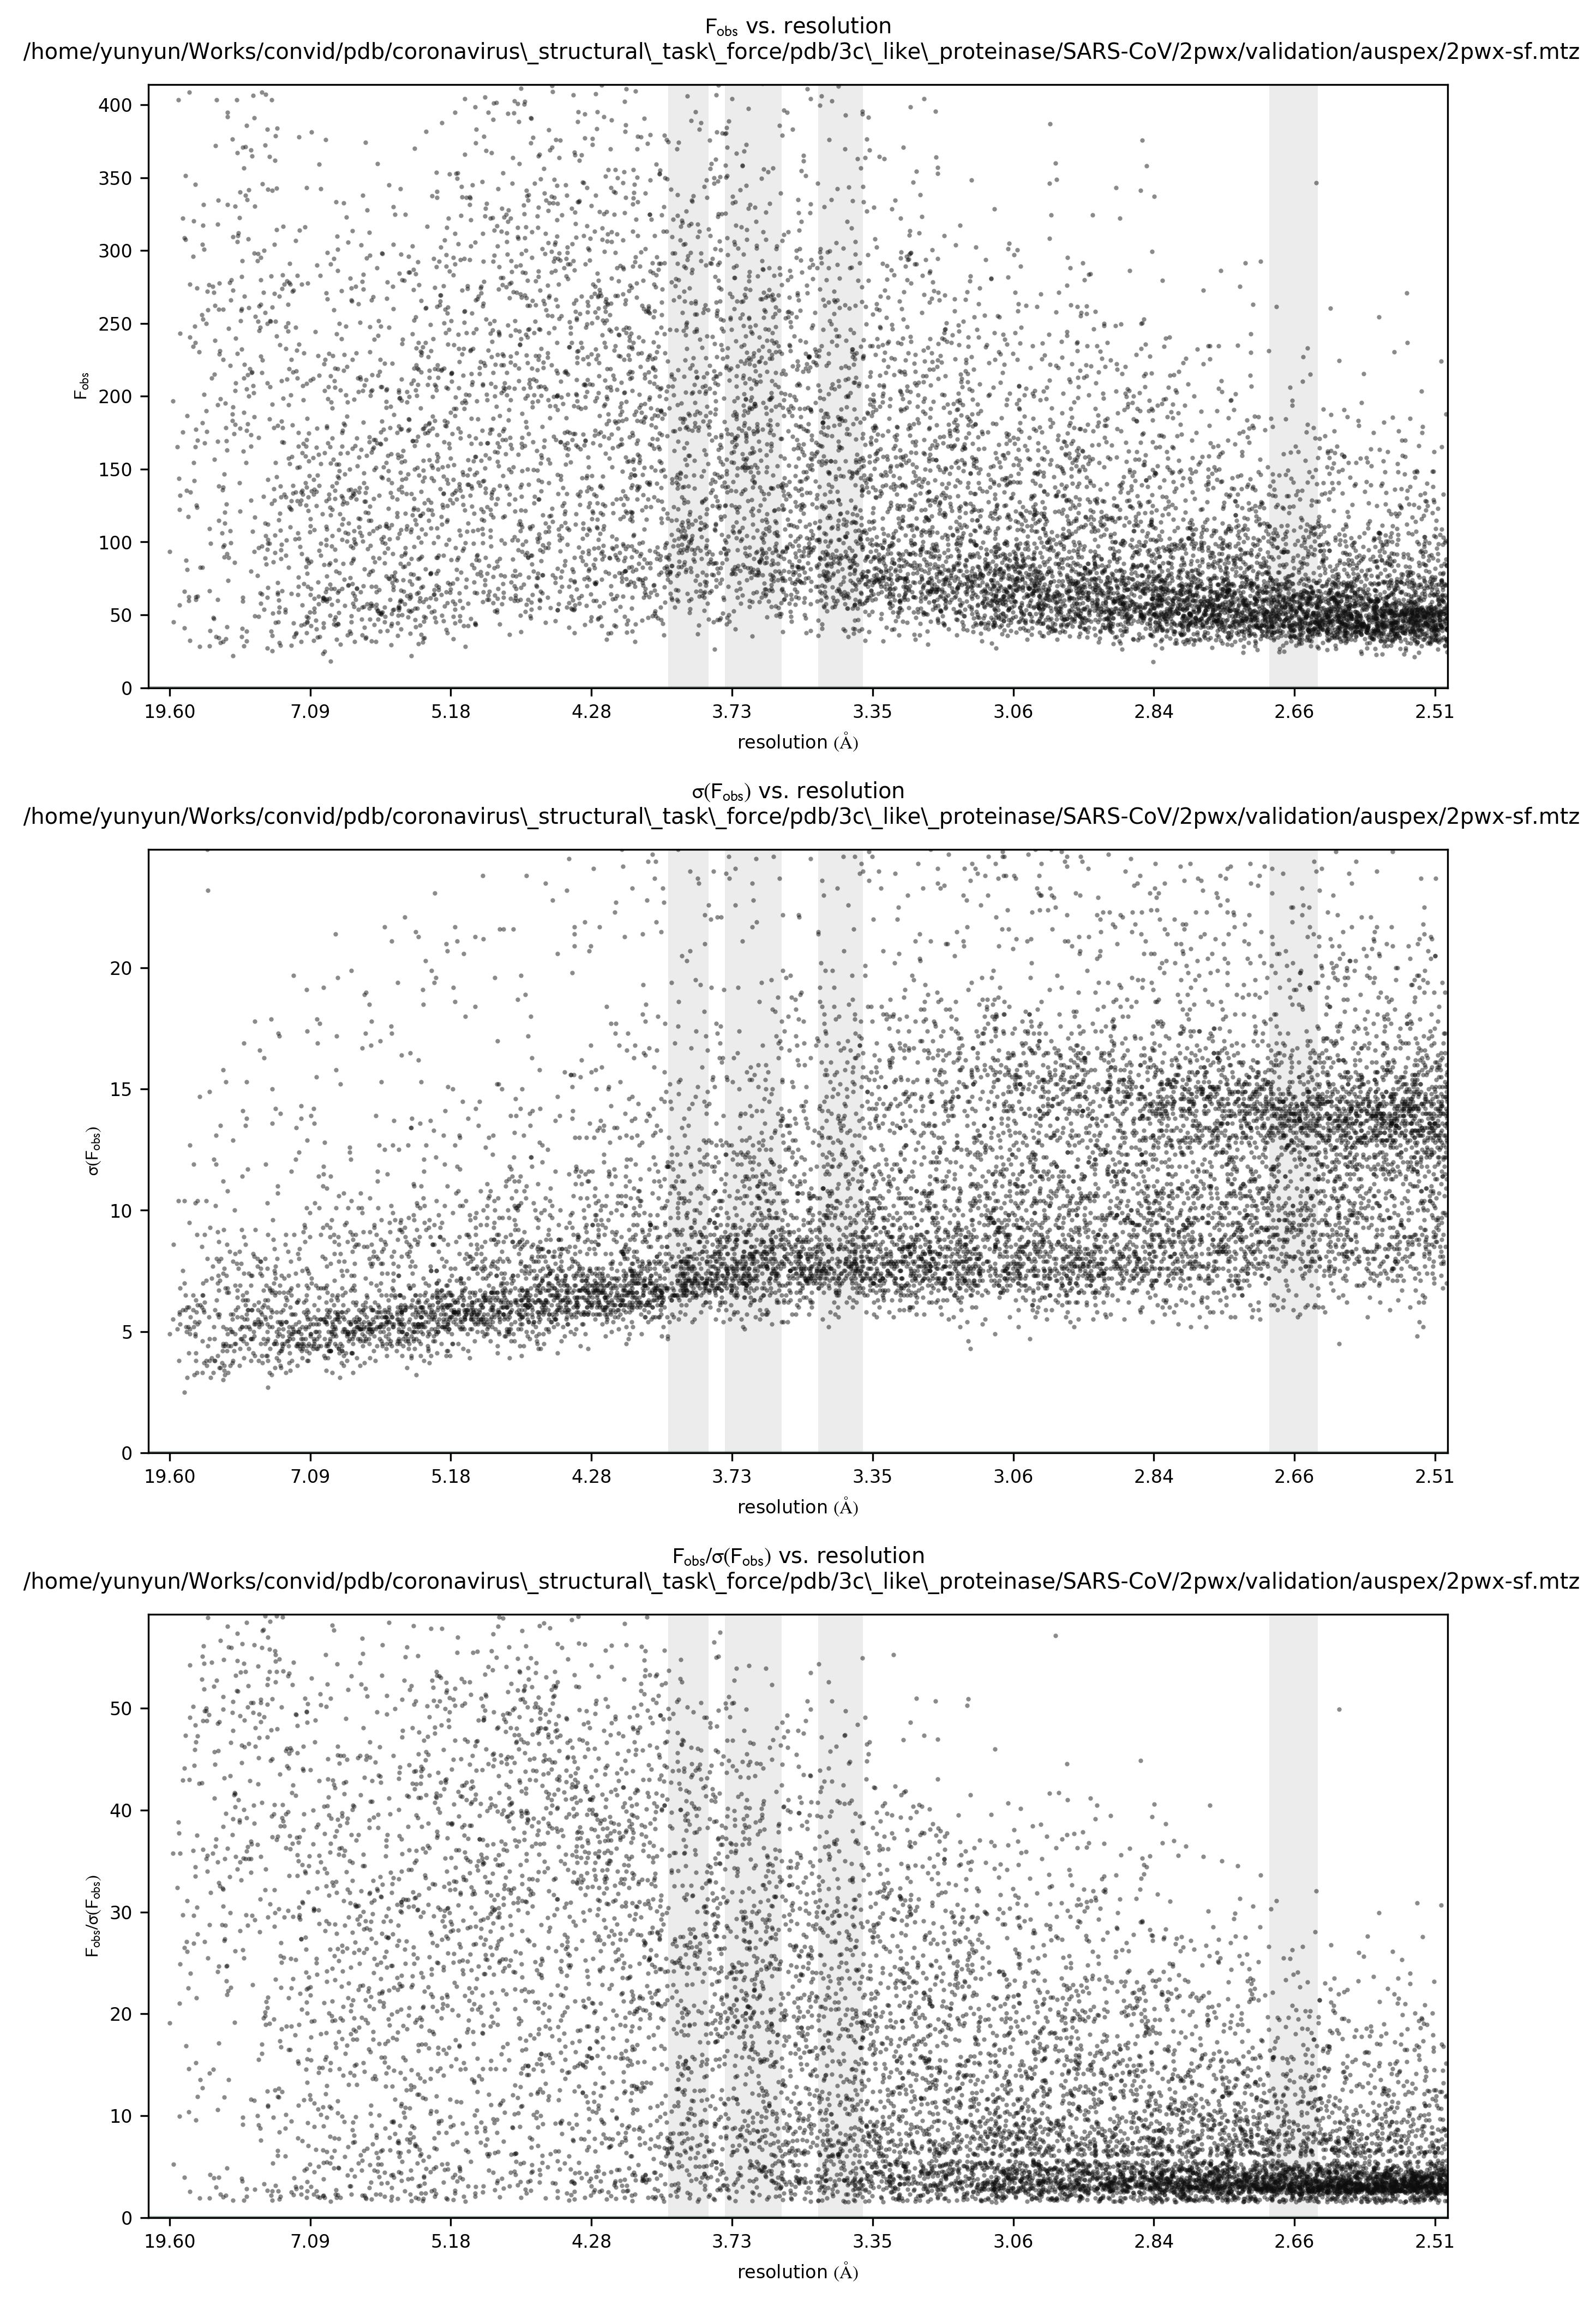 Fobs vs. resolution
/home/yunyun/Works/convid/pdb/coronavirus\_structural\_task\_force/pdb/3c\_like\_proteinase/SARS-CoV/2pwx/validation/auspex/2pwx-sf.mtz
400
350
300
250
200
150
100
50
0
Fobs
19.60 7.09 5.18 4.28 3.73 3.35 3.06 2.84 2.66 2.51
resolution (Å)
σ(Fobs) vs. resolution
/home/yunyun/Works/convid/pdb/coronavirus\_structural\_task\_force/pdb/3c\_like\_proteinase/SARS-CoV/2pwx/validation/auspex/2pwx-sf.mtz
20
15
10
5
0
σ(Fobs)
19.60 7.09 5.18 4.28 3.73 3.35 3.06 2.84 2.66 2.51
resolution (Å)
Fobs/σ(Fobs) vs. resolution
/home/yunyun/Works/convid/pdb/coronavirus\_structural\_task\_force/pdb/3c\_like\_proteinase/SARS-CoV/2pwx/validation/auspex/2pwx-sf.mtz
50
40
30
20
10
0
Fobs/σ(Fobs)
19.60 7.09 5.18 4.28 3.73 3.35 3.06 2.84 2.66 2.51
resolution (Å)